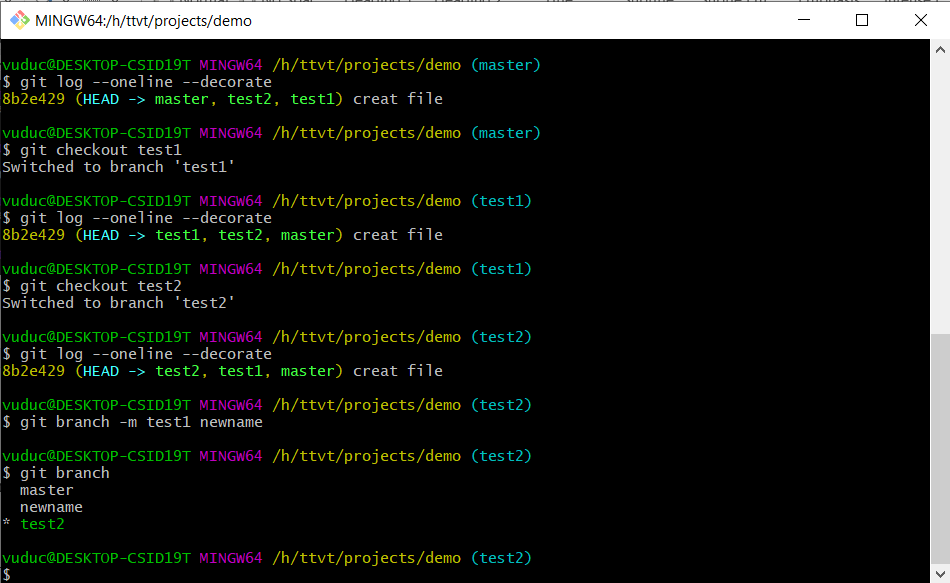 MINGW64:/h/ttvt/projects/demo
vuduc@DESKTOP-CSID19T MINGW64 /h/ttvt/projects/demo (master)
$ git log --oneline --decorate
8b2e429 (HEAD -> master, test2, test1) creat file
vuduc@DESKTOP-CSID19T MINGW64 /h/ttvt/projects/demo (master)
$ git checkout test1
Switched to branch 'test1'
vuduc@DESKTOP-CSID19T MINGW64 /h/ttvt/projects/demo (test1)
$ git log --oneline --decorate
8b2e429 (HEAD -> test1, test2, master) creat file
vuduc@DESKTOP-CSID19T MINGW64 /h/ttvt/projects/demo (test1)
$ git checkout test2
Switched to branch 'test2'
vuduc@DESKTOP-CSID19T MINGW64 /h/ttvt/projects/demo (test2)
$ git log --oneline --decorate
8b2e429 (HEAD -> test2, test1, master) creat file
vuduc@DESKTOP-CSID19T MINGW64 /h/ttvt/projects/demo (test2)
$ git branch -m test1 newname
vuduc@DESKTOP-CSID19T MINGW64 /h/ttvt/projects/demo (test2)
$ git branch
master
newname
* test2
vuduc@DESKTOP-CSID19T MINGW64 /h/ttvt/projects/demo (test2)
$